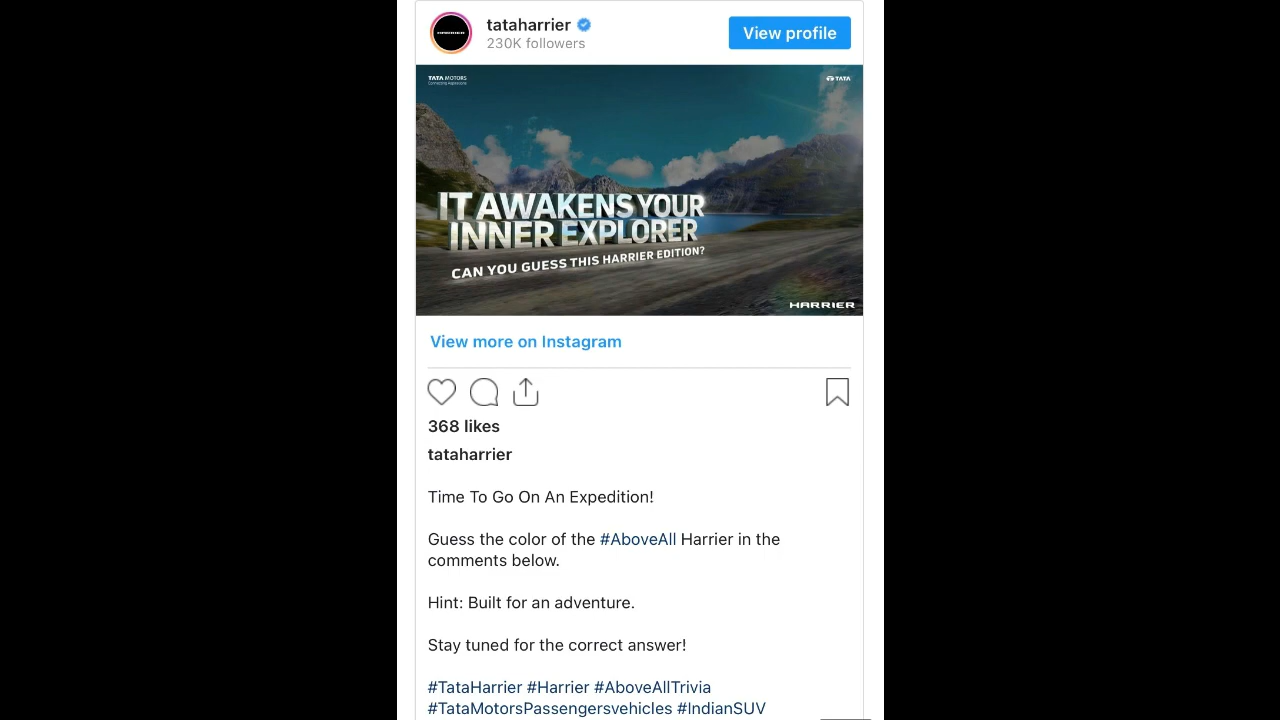 tataharrier
230K followers
View profile
TATA MOTORS
Connecting Aspirations
TATA
IT AWAKENS YOUR
INNER EXPLORER
CAN YOU GUESS THIS HARRIER EDITION?
HARRIER
View more on Instagram
368 likes
tataharrier
Time To Go On An Expedition!
Guess the color of the #AboveAll Harrier in the
comments below.
Hint: Built for an adventure.
Stay tuned for the correct answer!
#TataHarrier #Harrier #AboveAllTrivia
#TataMotorsPassengersvehicles #IndianSUV